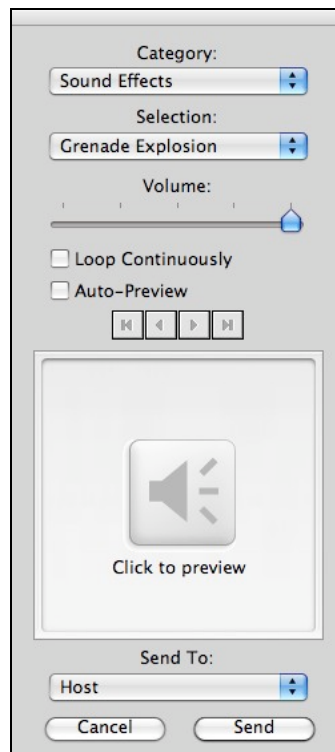 Category:
Sound Effects
Selection:
Grenade Explosion
Volume:
Loop Continuously
Auto-Preview
Click to preview
Send To:
Host
Cancel Send